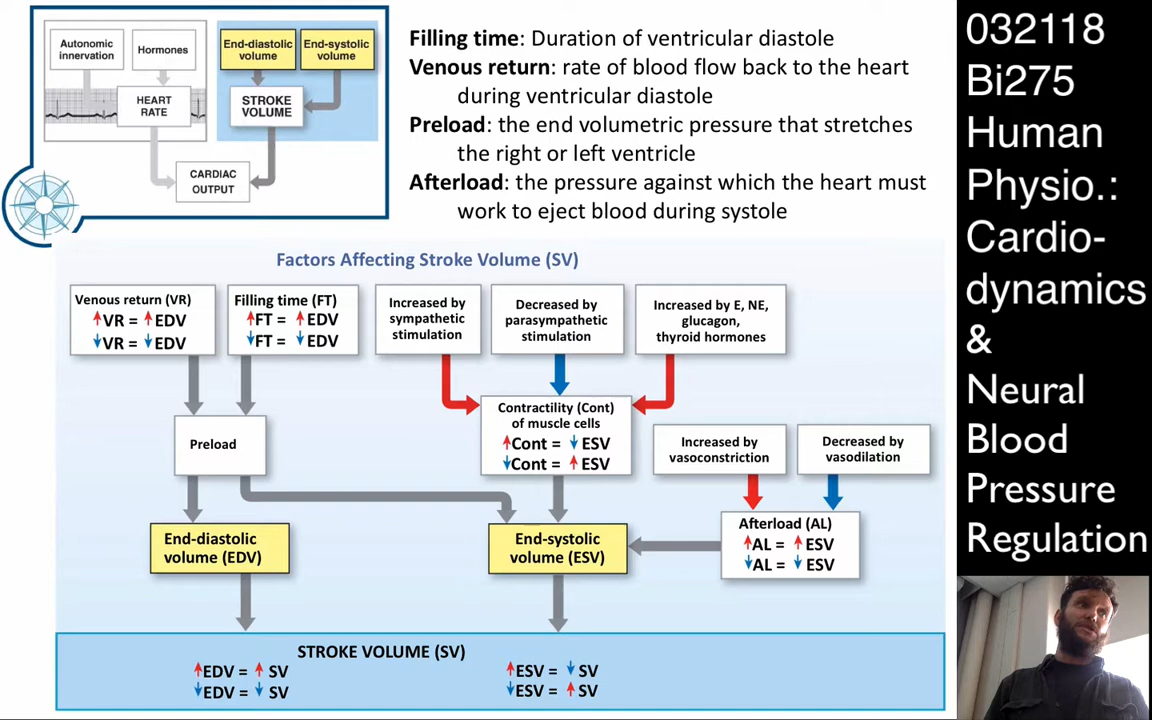 Autonomic
innervation
Hormones
End-diastolic
volume
End-systolic
volume
HEART
RATE
STROKE
VOLUME
CARDIAC
OUTPUT
Filling time: Duration of ventricular diastole
Venous return: rate of blood flow back to the heart
during ventricular diastole
Preload: the end volumetric pressure that stretches
the right or left ventricle
Afterload: the pressure against which the heart must
work to eject blood during systole
Factors Affecting Stroke Volume (SV)
Venous return (VR)
↑VR = ↑EDV
↓VR = ↓EDV
Filling time (FT)
↑FT = ↑EDV
↓FT = ↓EDV
Increased by
sympathetic
stimulation
Decreased by
parasympathetic
stimulation
Increased by E, NE,
glucagon,
thyroid hormones
Preload
Contractility (Cont)
of muscle cells
↑Cont = ↓ESV
↓Cont = ↑ESV
Increased by
vasoconstriction
Decreased by
vasodilation
End-diastolic
volume (EDV)
End-systolic
volume (ESV)
Afterload (AL)
↑AL = ↑ESV
↓AL = ↓ESV
STROKE VOLUME (SV)
↑EDV = ↑SV
↓EDV = ↓SV
↑ESV = ↓SV
↓ESV = ↑SV
032118
Bi275
Human
Physio.:
Cardio-
dynamics
&
Neural
Blood
Pressure
Regulation